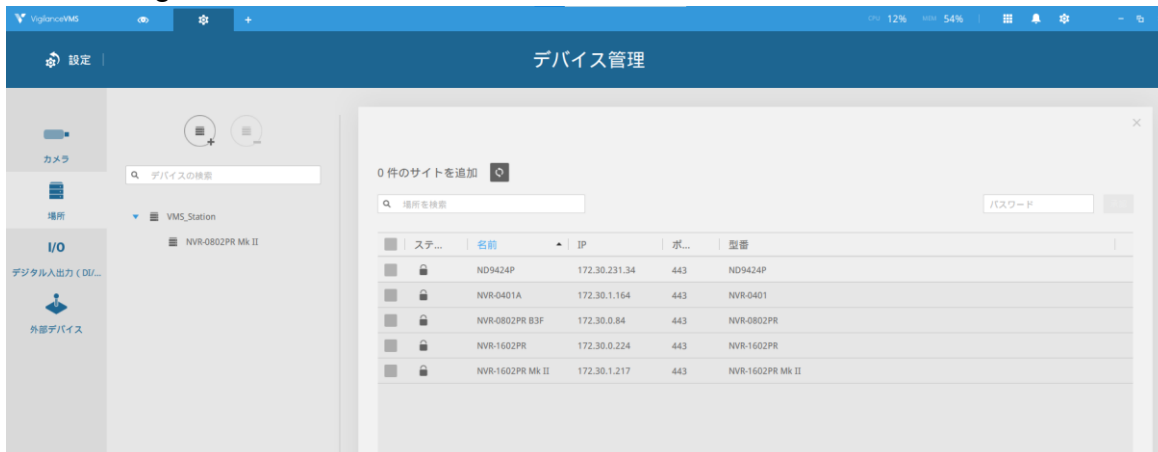 VigilanceVMS
+
CPU 12% MEM 54%
設定
デバイス管理
カメラ
場所
I/O
デジタル入出力 ( DI/...
外部デバイス
デバイスの検索
VMS_Station
NVR-0802PR Mk II
0 件のサイトを追加
場所を検索
パスワード
ステ... 名前 IP ポ... 型番
ND9424P 172.30.231.34 443 ND9424P
NVR-0401A 172.30.1.164 443 NVR-0401
NVR-0802PR B3F 172.30.0.84 443 NVR-0802PR
NVR-1602PR 172.30.0.224 443 NVR-1602PR
NVR-1602PR Mk II 172.30.1.217 443 NVR-1602PR Mk II